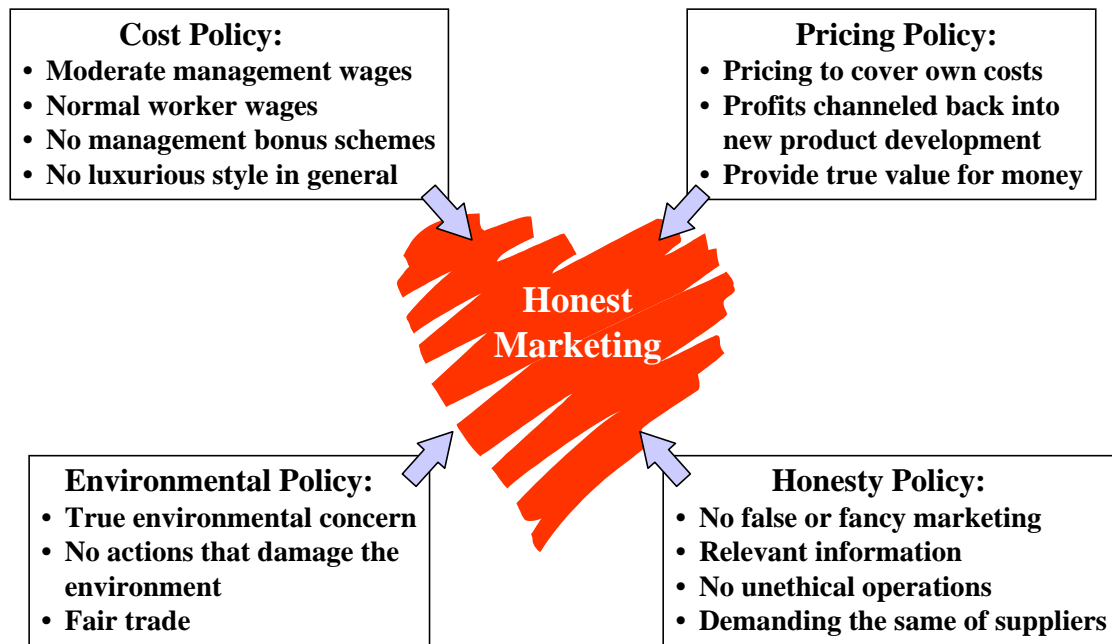 Cost Policy:
• Moderate management wages
• Normal worker wages
• No management bonus schemes
• No luxurious style in general
Pricing Policy:
• Pricing to cover own costs
• Profits channeled back into
new product development
• Provide true value for money
Honest
Marketing
Environmental Policy:
• True environmental concern
• No actions that damage the
environment
• Fair trade
Honesty Policy:
• No false or fancy marketing
• Relevant information
• No unethical operations
• Demanding the same of suppliers